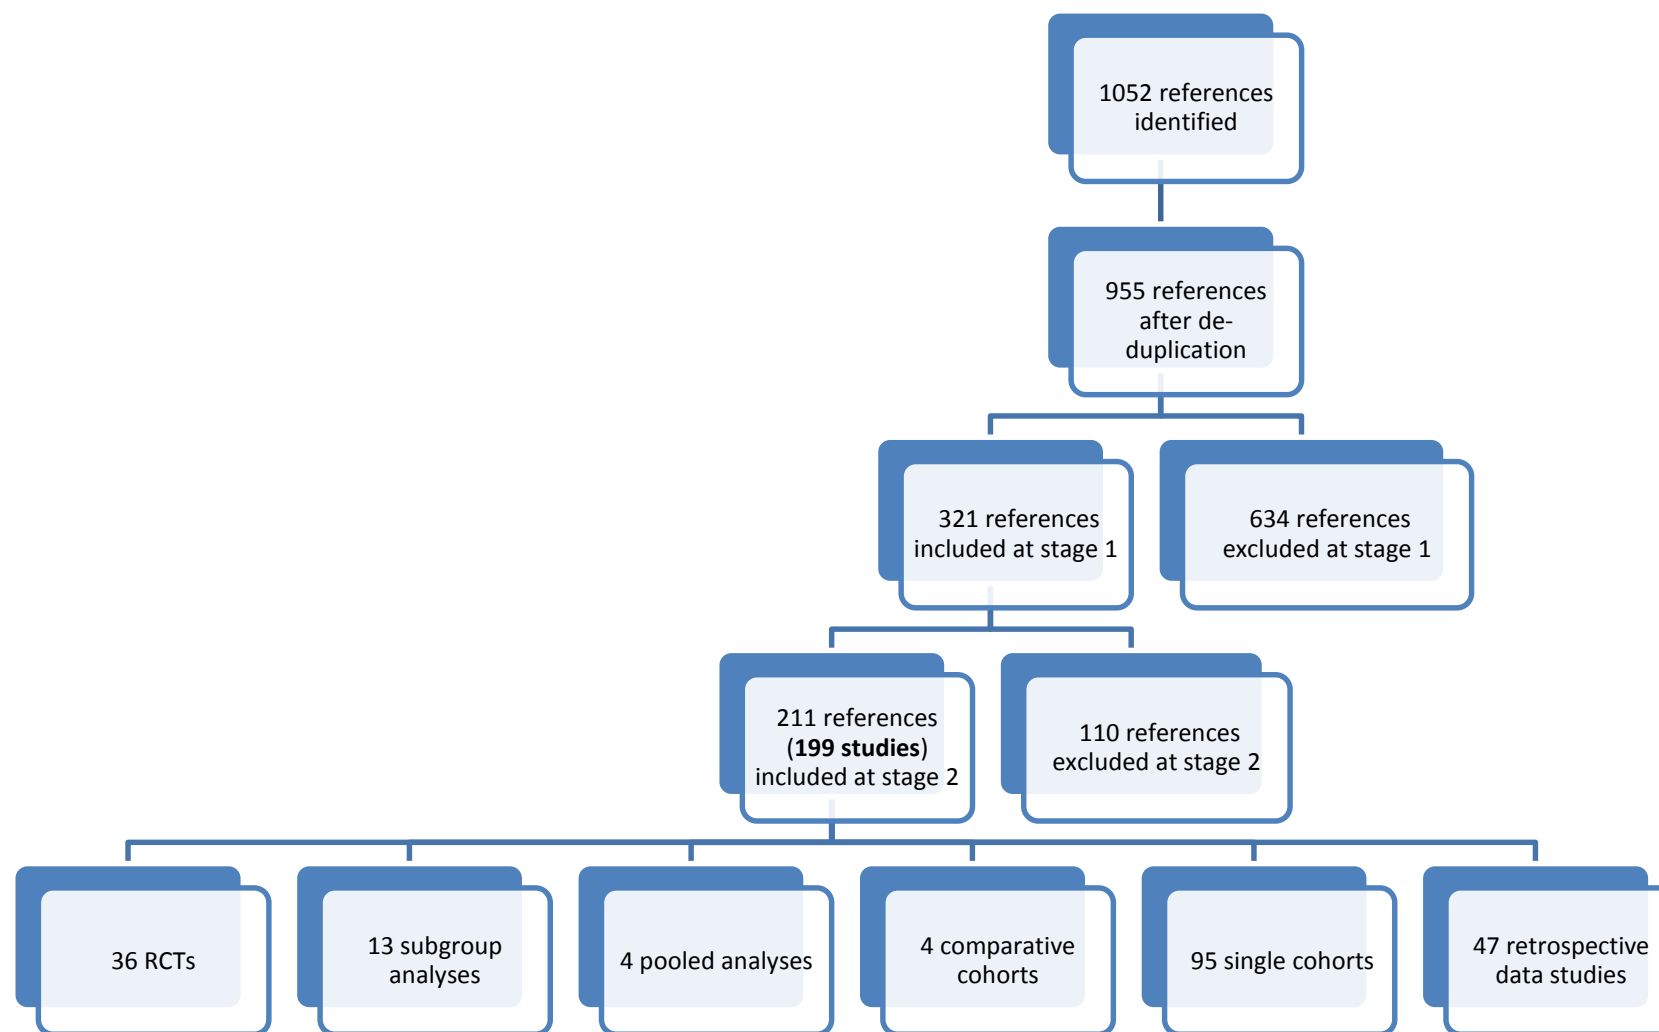 1052 references
identified
955 references
after de-
duplication
321 references
included at stage 1
634 references
excluded at stage 1
211 references
(199 studies)
included at stage 2
110 references
excluded at stage 2
36 RCTs
13 subgroup
analyses
4 pooled analyses
4 comparative
cohorts
95 single cohorts
47 retrospective
data studies